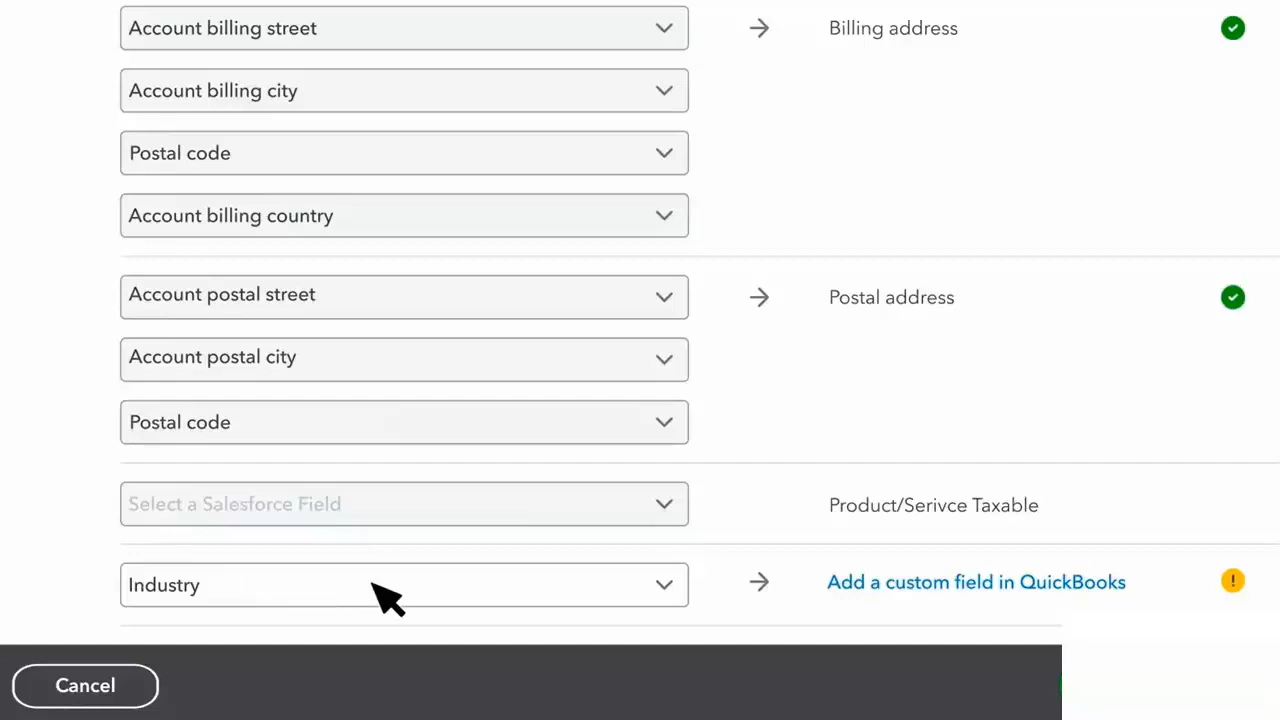 Account billing street
Billing address
Account billing city
Postal code
Account billing country
Account postal street
Postal address
Account postal city
Postal code
Select a Salesforce Field
Product/Serivce Taxable
Industry
Add a custom field in QuickBooks
Cancel